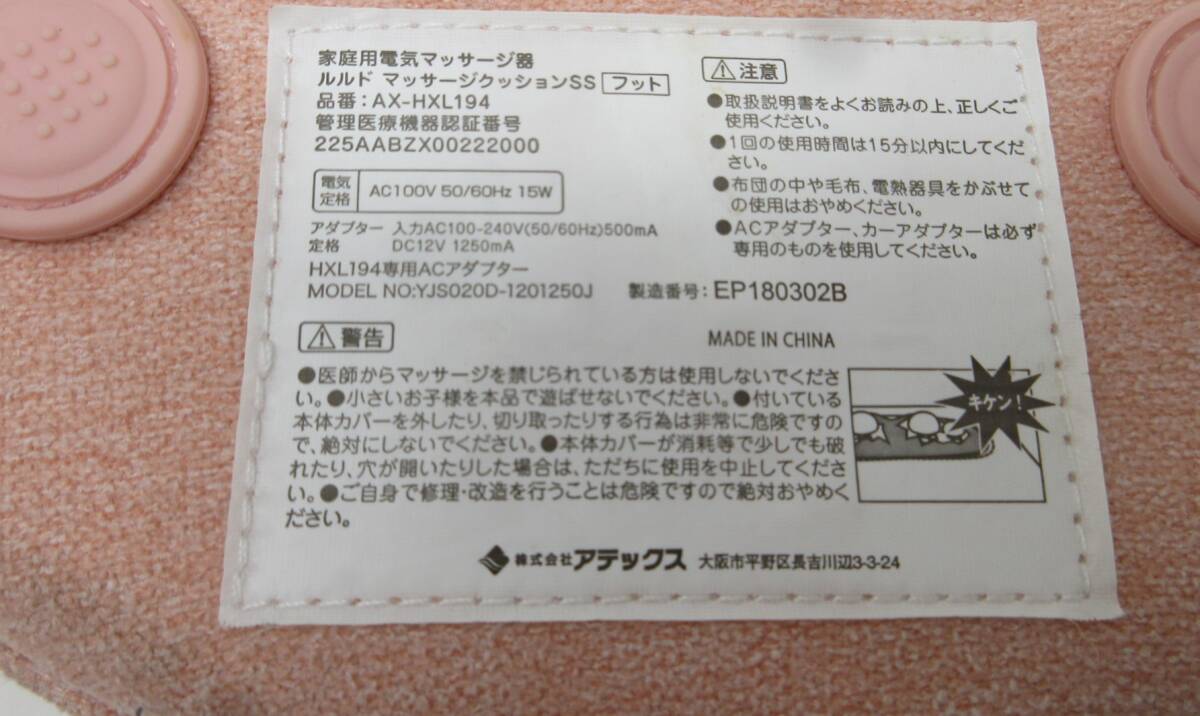 家庭用電気マッサージ器
ルルド マッサージクッションSS フット
品番：AX-HXL194
管理医療機器認証番号
225AABZX00222000
電気定格 AC100V 50/60Hz 15W
アダプター定格 入力AC100-240V(50/60Hz)500mA
DC12V 1250mA
HXL194専用ACアダプター
MODEL NO:YJS020D-1201250J 製造番号：EP180302B
注意
●取扱説明書をよくお読みの上、正しくご
使用ください。
●1回の使用時間は15分以内にしてくだ
さい。
●布団の中や毛布、電熱器具をかぶせて
の使用はおやめください。
●ACアダプター、カーアダプターは必ず
専用のものを使用してください。
MADE IN CHINA
警告
●医師からマッサージを禁じられている方は使用しないでくださ
い。●小さいお子様を本品で遊ばせないでください。●付いている
本体カバーを外したり、切り取ったりする行為は非常に危険ですの
で、絶対にしないでください。●本体カバーが消耗等で少しでも破
れたり、穴が開いたりした場合は、ただちに使用を中止してくださ
い。●ご自身で修理・改造を行うことは危険ですので絶対おやめく
ださい。
キケン！
株式会社アテックス 大阪市平野区長吉川辺3-3-24